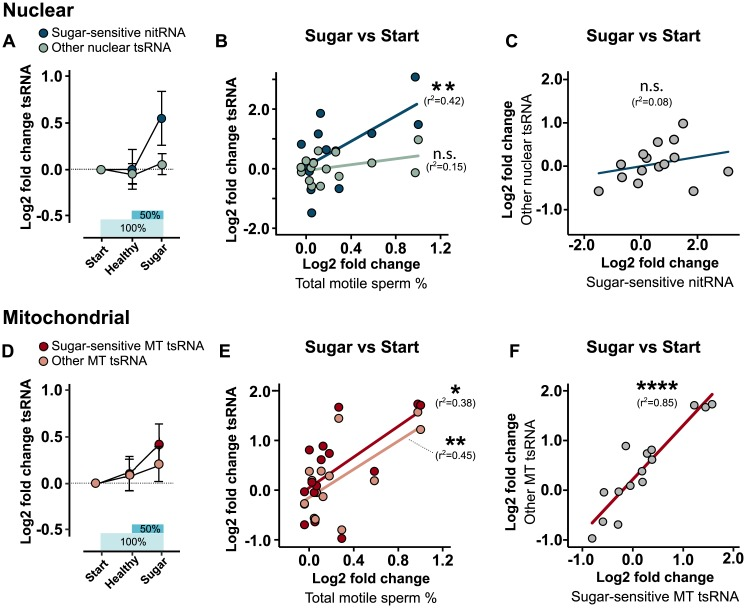 Nuclear
A
Sugar-sensitive nitRNA
Other nuclear tsRNA
Log2 fold change tsRNA
1.0
0.5
0.0
-0.5
50%
100%
Start
Healthy
Sugar
B
Sugar vs Start
Log2 fold change tsRNA
2.0
0.0
-2.0
**
(r²=0.42)
n.s.
(r²=0.15)
0.0
0.4
0.8
1.2
Log2 fold change
Total motile sperm %
C
Sugar vs Start
Log2 fold change
Other nuclear tsRNA
n.s.
(r²=0.08)
1.0
0.0
-1.0
-2.0
0.0
2.0
Log2 fold change
Sugar-sensitive nitRNA
Mitochondrial
D
Sugar-sensitive MT tsRNA
Other MT tsRNA
Log2 fold change tsRNA
1.0
0.5
0.0
-0.5
50%
100%
Start
Healthy
Sugar
E
Sugar vs Start
Log2 fold change tsRNA
2.0
1.0
0.0
-1.0
*
(r²=0.38)
**
(r²=0.45)
0.0
0.4
0.8
1.2
Log2 fold change
Total motile sperm %
F
Sugar vs Start
Log2 fold change
Other MT tsRNA
****
(r²=0.85)
2.0
1.0
0.0
-1.0
-1.0
0.0
1.0
2.0
Log2 fold change
Sugar-sensitive MT tsRNA